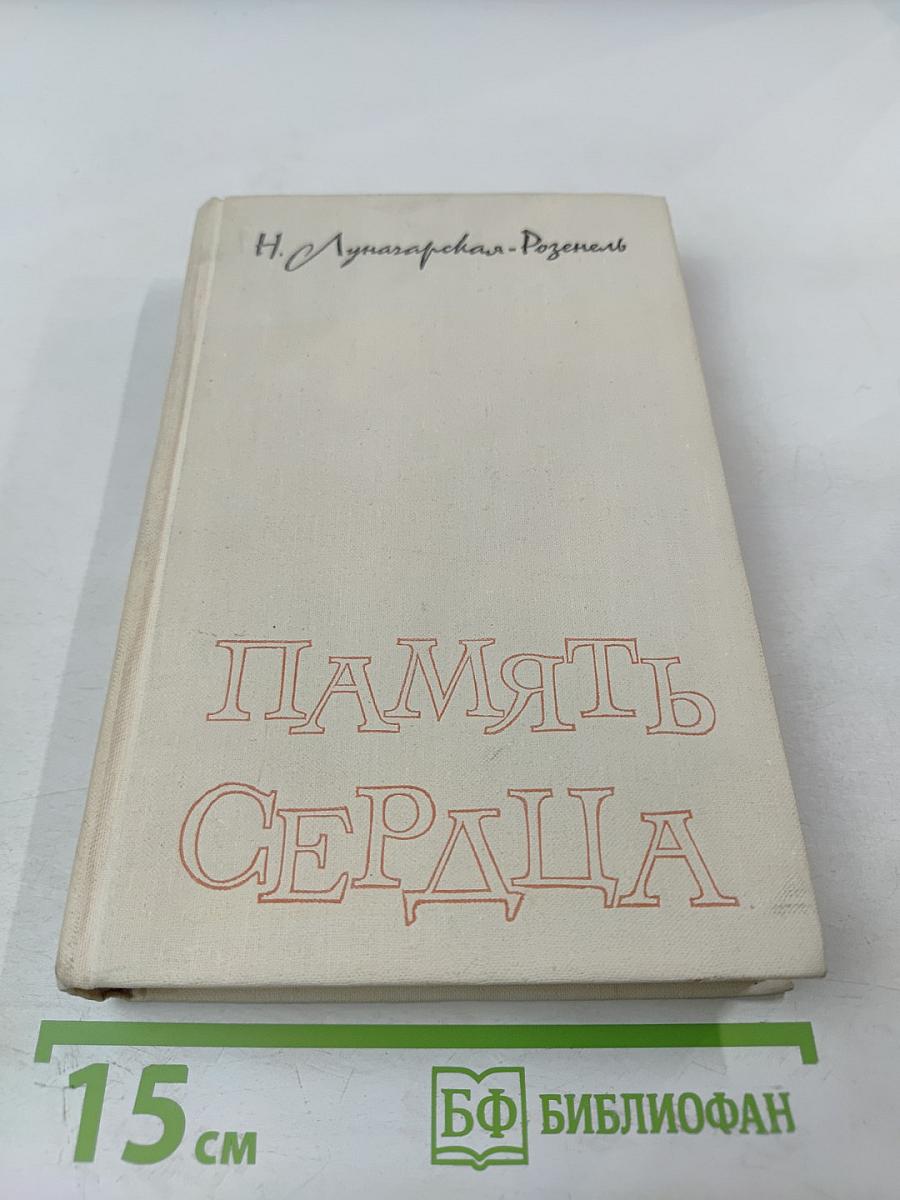 Н. Луначарская-Розенель
ПАМЯТЬ
СЕРДЦА
15 см
БФ БИБЛИОФАН